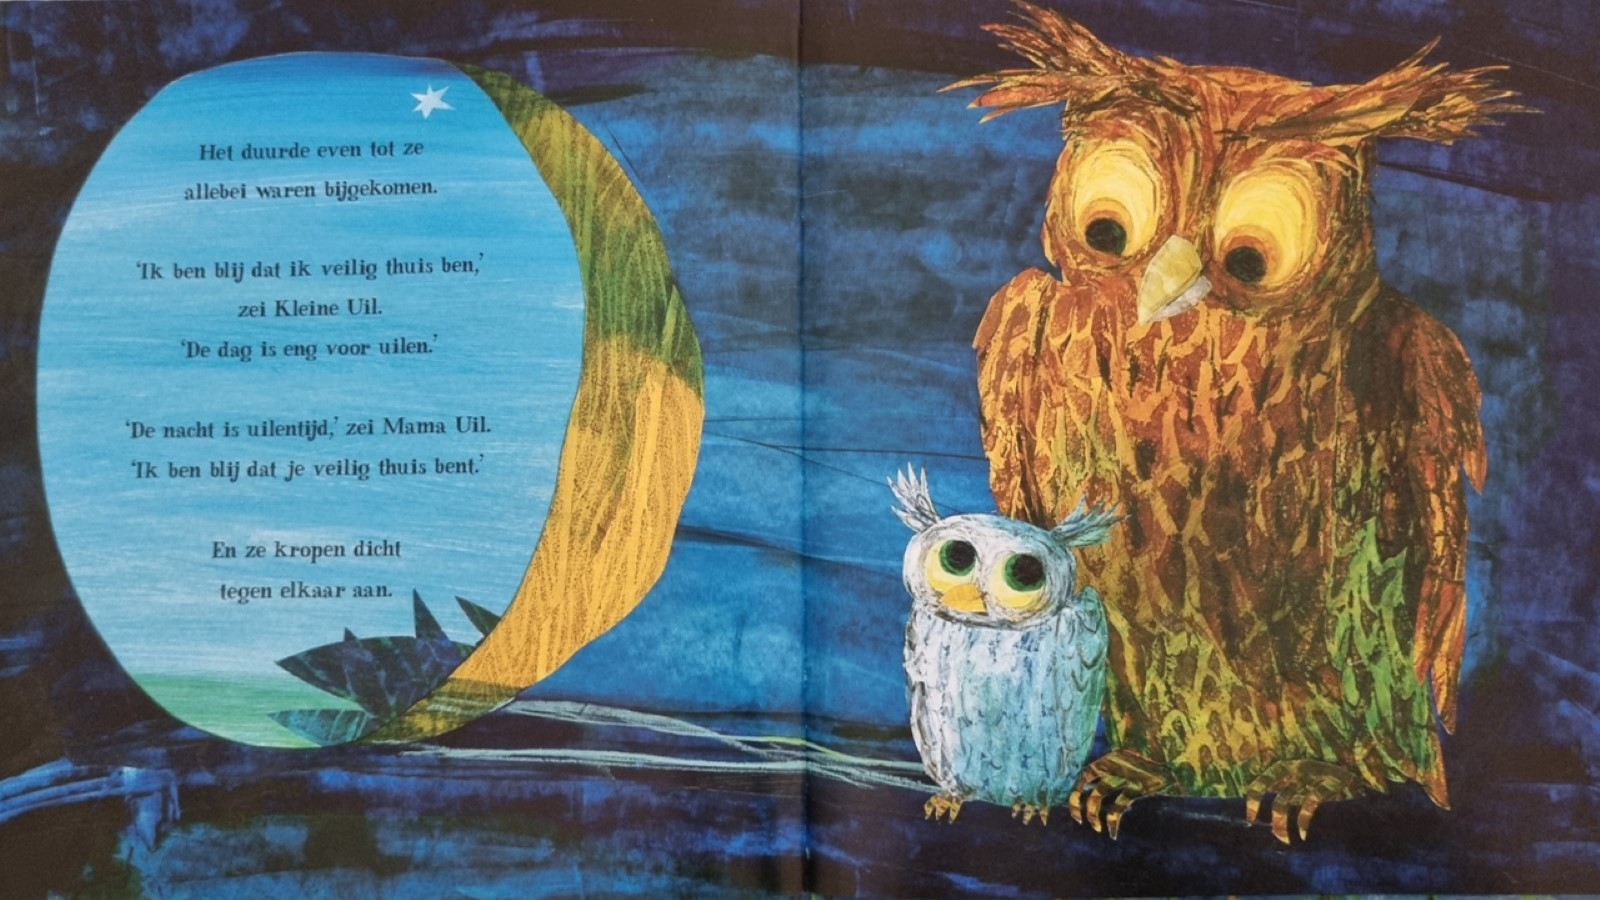 Het duurde even tot ze
allebei waren bijgekomen.
‘Ik ben blij dat ik veilig thuis ben,’
zei Kleine Uil.
‘De dag is eng voor uilen.’
‘De nacht is uilentijd,’ zei Mama Uil.
‘Ik ben blij dat je veilig thuis bent.’
En ze kropen dicht
tegen elkaar aan.